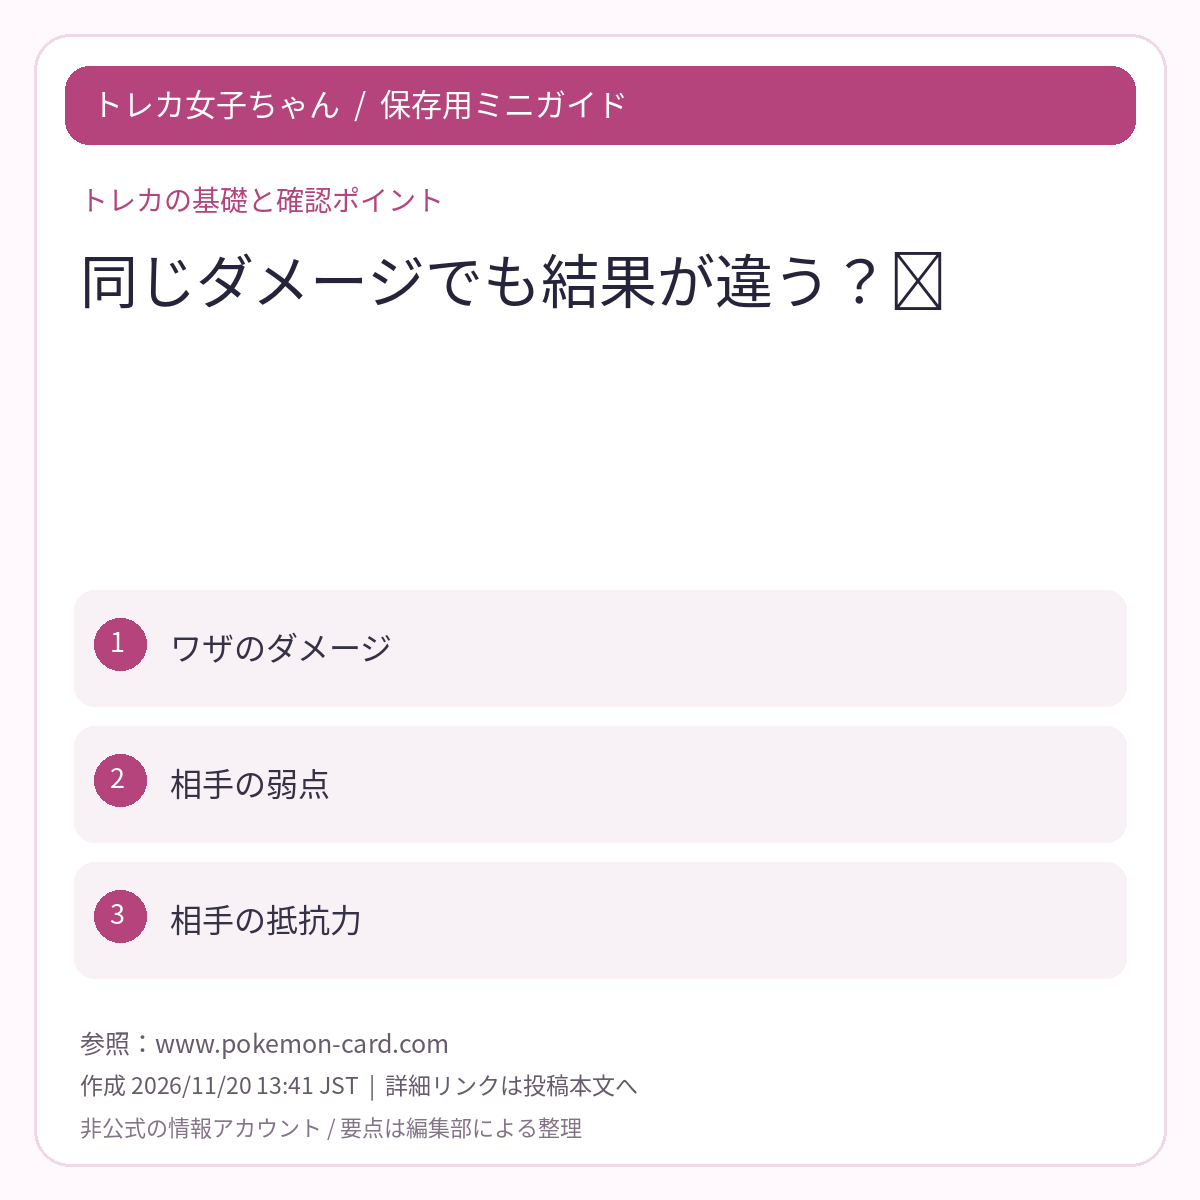 トレカ女子ちゃん / 保存用ミニガイド
トレカの基礎と確認ポイント
同じダメージでも結果が違う？
1 ワザのダメージ
2 相手の弱点
3 相手の抵抗力
参照：www.pokemon-card.com
作成 2026/11/20 13:41 JST｜詳細リンクは投稿本文へ
非公式の情報アカウント / 要点は編集部による整理